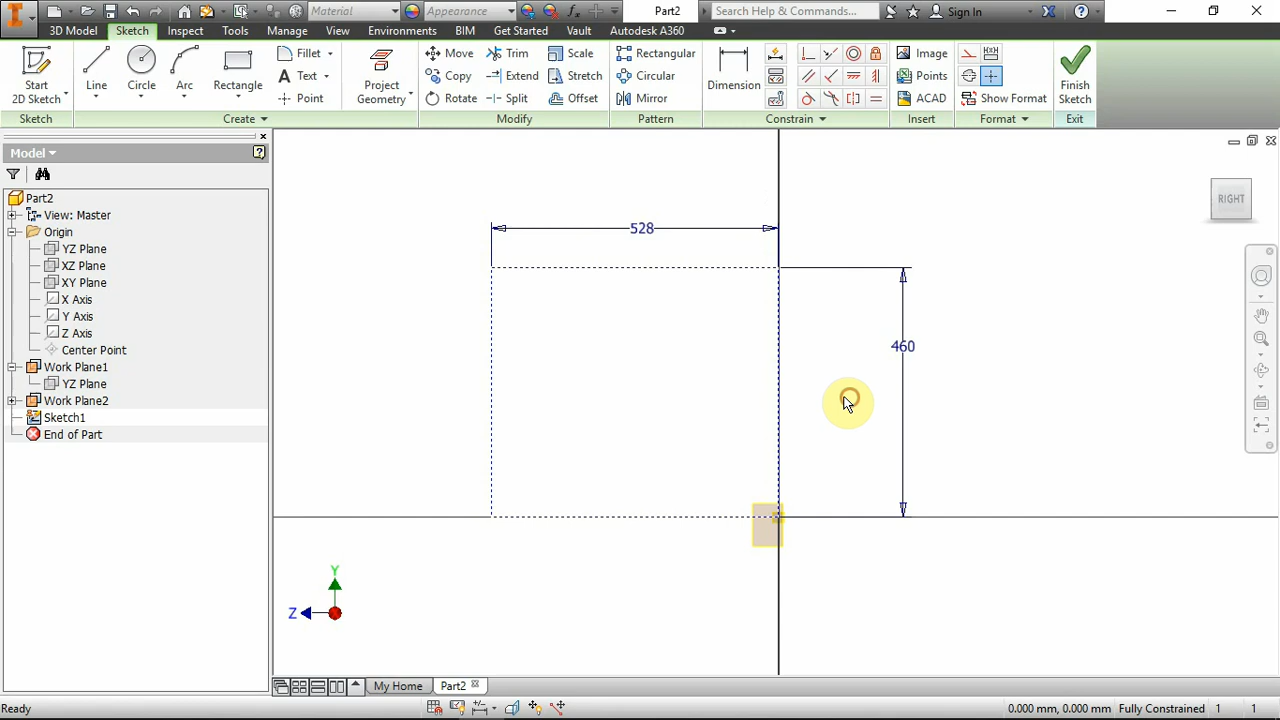 Material Appearance Part2 Search Help & Commands... Sign In
3D Model Sketch Inspect Tools Manage View Environments BIM Get Started Vault Autodesk A360
Start 2D Sketch Line Circle Arc Rectangle Fillet Text Point Project Geometry Move Copy Rotate Trim Extend Split Scale Stretch Offset Rectangular Circular Mirror Dimension Image Points ACAD Show Format Finish Sketch
Sketch Create Modify Pattern Constrain Insert Format Exit
Model
Part2
View: Master
Origin
YZ Plane
XZ Plane
XY Plane
X Axis
Y Axis
Z Axis
Center Point
Work Plane1
YZ Plane
Work Plane2
Sketch1
End of Part
RIGHT
528
460
Y
Z
My Home Part2
Ready 0.000 mm, 0.000 mm Fully Constrained 1 1